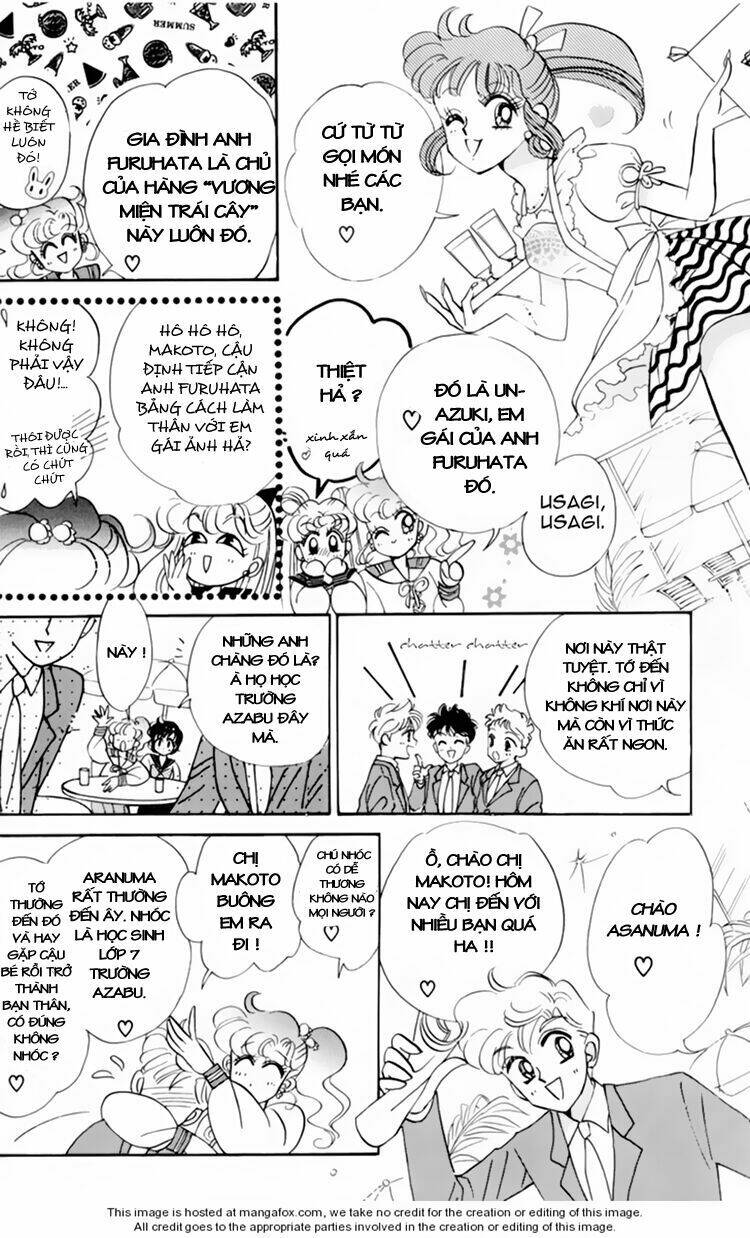 SUMMER
CỨ TỪ TỪ
GỌI MÓN
NHÉ CÁC
BẠN.
GIA ĐÌNH ANH
FURUHATA LÀ CHỦ
CỦA HÀNG “VƯƠNG
MIỆN TRÁI CÂY”
NÀY LUÔN ĐÓ.
TỚ
KHÔNG
HỀ BIẾT
LUÔN
ĐÓ!
ĐÓ LÀ UN-
AZUKI, EM
GÁI CỦA ANH
FURUHATA
ĐÓ.
USAGI,
USAGI.
THIỆT
HẢ ?
xinh xắn
quá
HÔ HÔ HÔ,
MAKOTO, CẬU
ĐỊNH TIẾP CẬN
ANH FURUHATA
BẰNG CÁCH LÀM
THÂN VỚI EM
GÁI ẢNH HẢ?
KHÔNG!
KHÔNG
PHẢI VẬY
ĐÂU!...
THÔI ĐƯỢC
RỒI, THÌ CŨNG
CÓ CHÚT
CHÚT
NƠI NÀY THẬT
TUYỆT. TỚ ĐẾN
KHÔNG CHỈ VÌ
KHÔNG KHÍ NƠI NÀY
MÀ CÒN VÌ THỨC
ĂN RẤT NGON.
chatter chatter
NHỮNG ANH
CHÀNG ĐÓ LÀ?
À HỌ HỌC
TRƯỜNG
AZABU ĐẤY
MÀ.
NÀY !
CHÀO
ASANUMA !
Ồ, CHÀO CHỊ
MAKOTO! HÔM
NAY CHỊ ĐẾN VỚI
NHIỀU BẠN QUÁ
HA !!
CHÚ NHÓC
CÓ DỄ
THƯƠNG
KHÔNG NÀO
MỌI NGƯỜI ?
CHỊ
MAKOTO
BUÔNG
EM RA
ĐI !
ARANUMA
RẤT THƯỜNG
ĐẾN ÂY. NHÓC
LÀ HỌC SINH
LỚP 7
TRƯỜNG
AZABU.
TỚ
THƯỜNG
ĐẾN ĐÓ
VÀ HAY
GẶP CẬU
BÉ RỒI TRỞ
THÀNH
BẠN THÂN,
CÓ ĐÚNG
KHÔNG
NHÓC ?
This image is hosted at mangafox.com, we take no credit for the creation or editing of this image.
All credit goes to the appropriate parties involved in the creation or editing of this image.